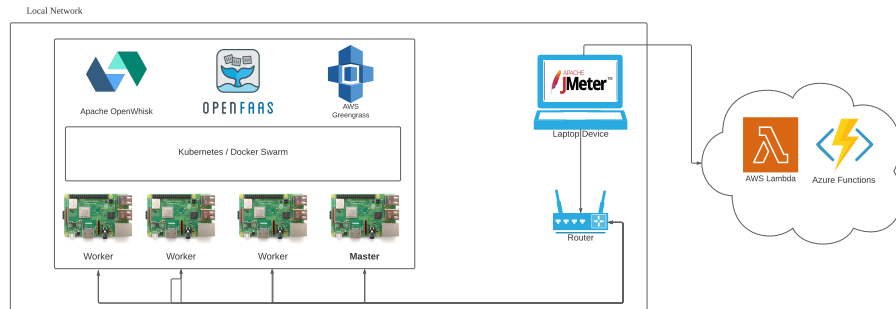 Local Network
Apache OpenWhisk
OPENFAAS
AWS
Greengrass
APACHE
JMeter™
Laptop Device
Kubernetes / Docker Swarm
AWS Lambda
Azure Functions
Router
Worker
Worker
Worker
Master